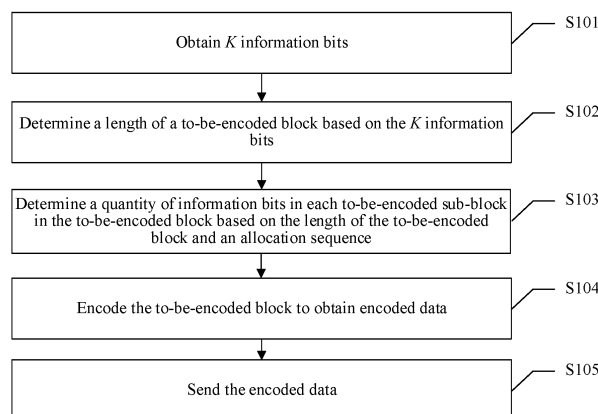 Obtain K information bits
S101
Determine a length of a to-be-encoded block based on the K information
bits
S102
Determine a quantity of information bits in each to-be-encoded sub-block
in the to-be-encoded block based on the length of the to-be-encoded
block and an allocation sequence
S103
Encode the to-be-encoded block to obtain encoded data
S104
Send the encoded data
S105